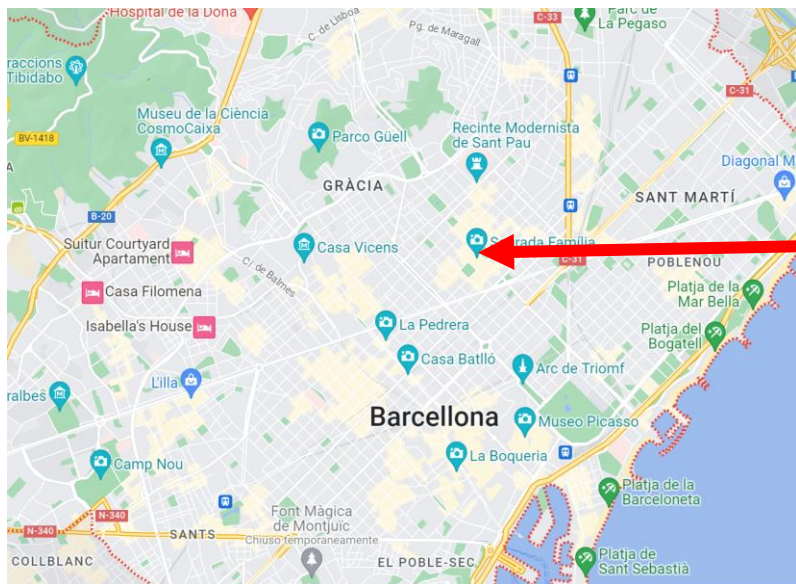 Hospital de la Dona
C. de Lisboa
Pg. de Maragall
C-33
Parc de
La Pegaso
C-31
Tibidabo
Museu de la Ciència
CosmoCaixa
BV-1418
Parco Güell
Recinte Modernista
de Sant Pau
Diagonal M
GRÀCIA
SANT MARTÍ
B-20
Suitur Courtyard
Apartament
Casa Vicens
Sagrada Família
C-31
POBLENOU
C/ de Balmes
Casa Filomena
Platja de la
Mar Bella
Isabella's House
La Pedrera
Platja del
Bogatell
Casa Batlló
Arc de Triomf
L'illa
Barcellona
Museo Picasso
Camp Nou
La Boqueria
Platja de la
Barceloneta
N-340
N-340
SANTS
Font Màgica
de Montjuïc
Chiuso temporaneamente
COLLBLANC
EL POBLE-SEC
Platja de
Sant Sebastià